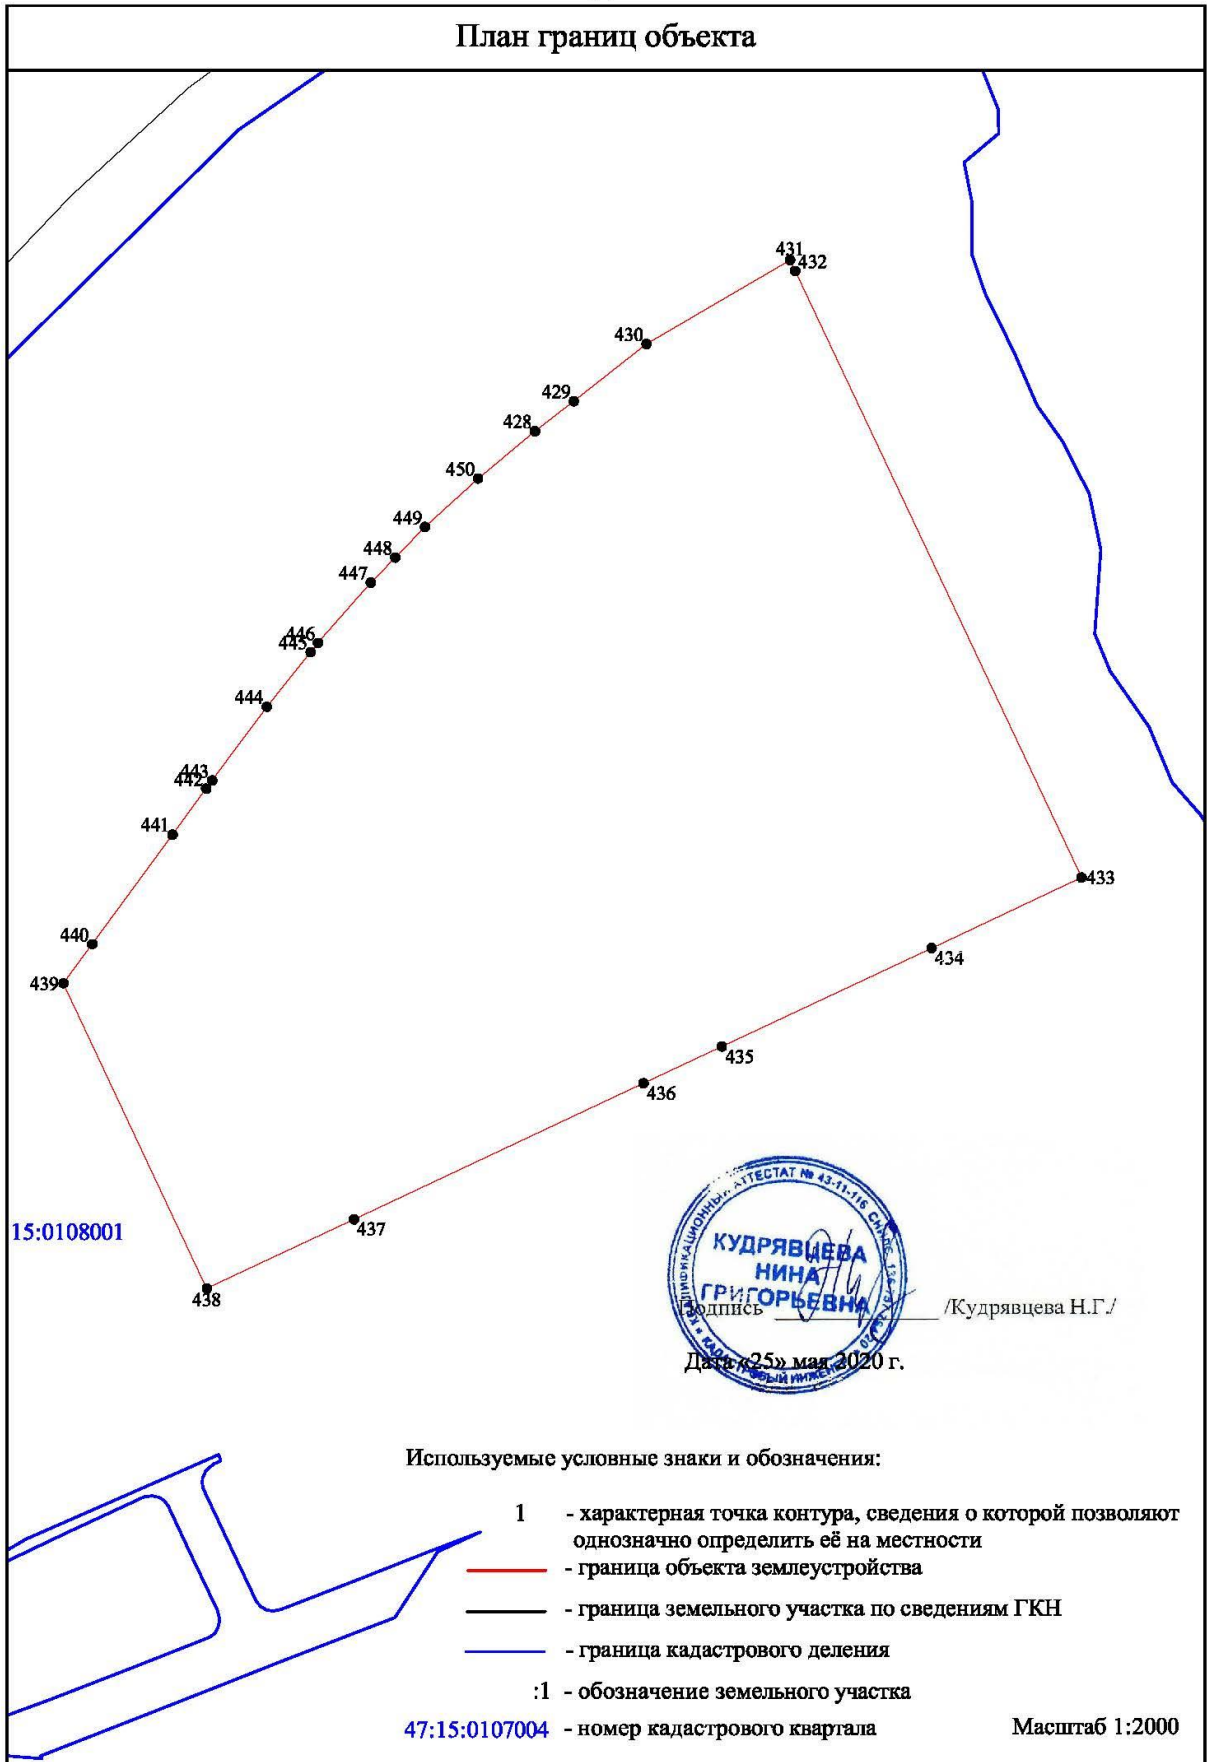 План границ объекта
431
432
430
429
428
450
449
448
447
446
445
444
443
442
441
433
440
434
439
435
436
437
15:0108001
438
КУДРЯВЦЕВА
НИНА
ГРИГОРЬЕВНА
Подпись /Кудрявцева Н.Г./
Дата «25» мая 2020 г.
Используемые условные знаки и обозначения:
1 - характерная точка контура, сведения о которой позволяют
однозначно определить её на местности
- граница объекта землеустройства
- граница земельного участка по сведениям ГКН
- граница кадастрового деления
:1 - обозначение земельного участка
47:15:0107004 - номер кадастрового квартала
Масштаб 1:2000